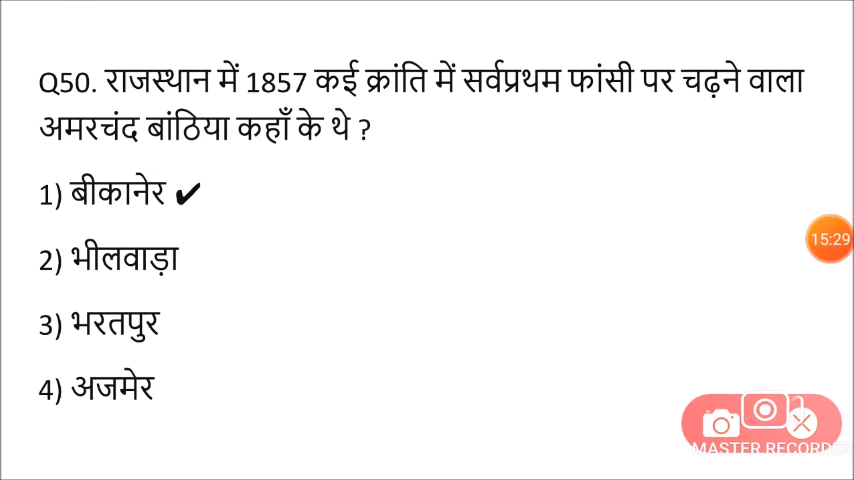 Q50. राजस्थान में 1857 कई क्रांति में सर्वप्रथम फांसी पर चढ़ने वाला
अमरचंद बांठिया कहाँ के थे ?
1) बीकानेर ✔
2) भीलवाड़ा
15:29
3) भरतपुर
4) अजमेर
MASTER RECORDER